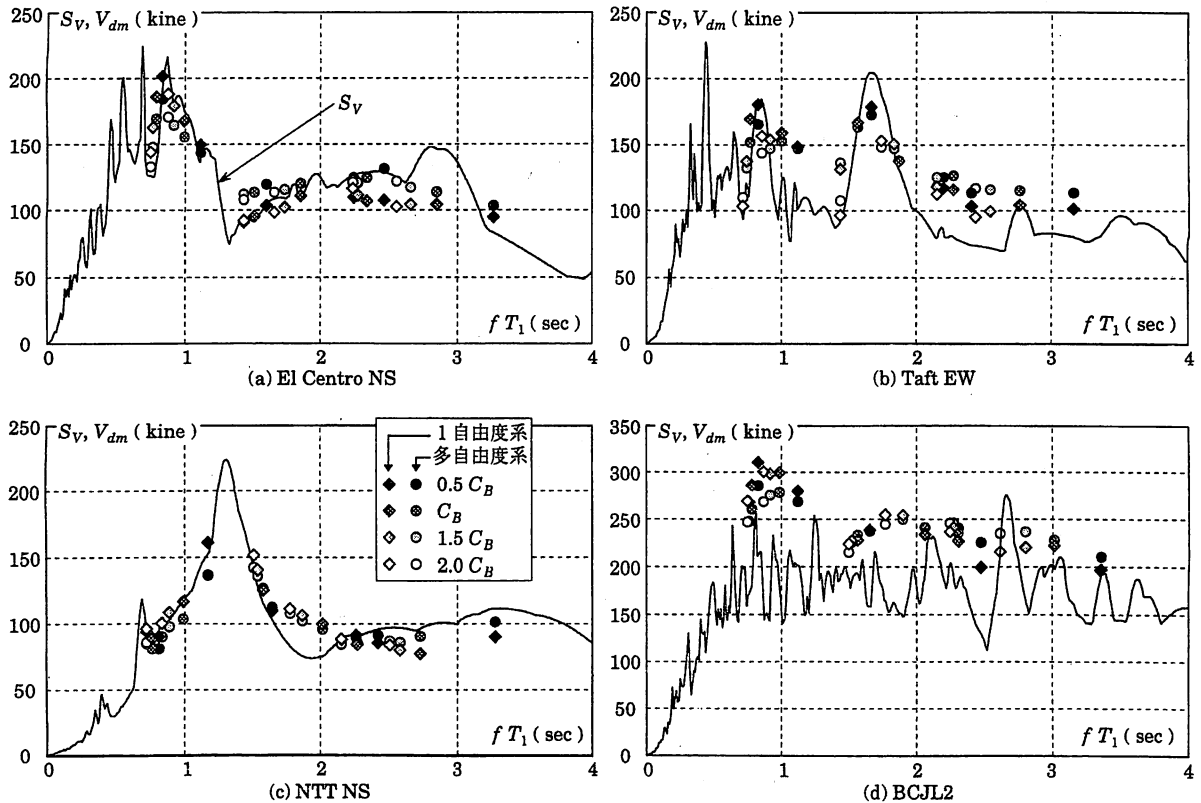 S_V, V_dm ( kine )
250
200
150
100
50
0
S_V
f T_1 ( sec )
0 1 2 3 4
(a) El Centro NS
S_V, V_dm ( kine )
250
200
150
100
50
0
f T_1 ( sec )
0 1 2 3 4
(b) Taft EW
S_V, V_dm ( kine )
250
200
150
100
50
0
1自由度系
多自由度系
0.5 C_B
C_B
1.5 C_B
2.0 C_B
f T_1 ( sec )
0 1 2 3 4
(c) NTT NS
S_V, V_dm ( kine )
350
300
250
200
150
100
50
0
f T_1 ( sec )
0 1 2 3 4
(d) BCJL2